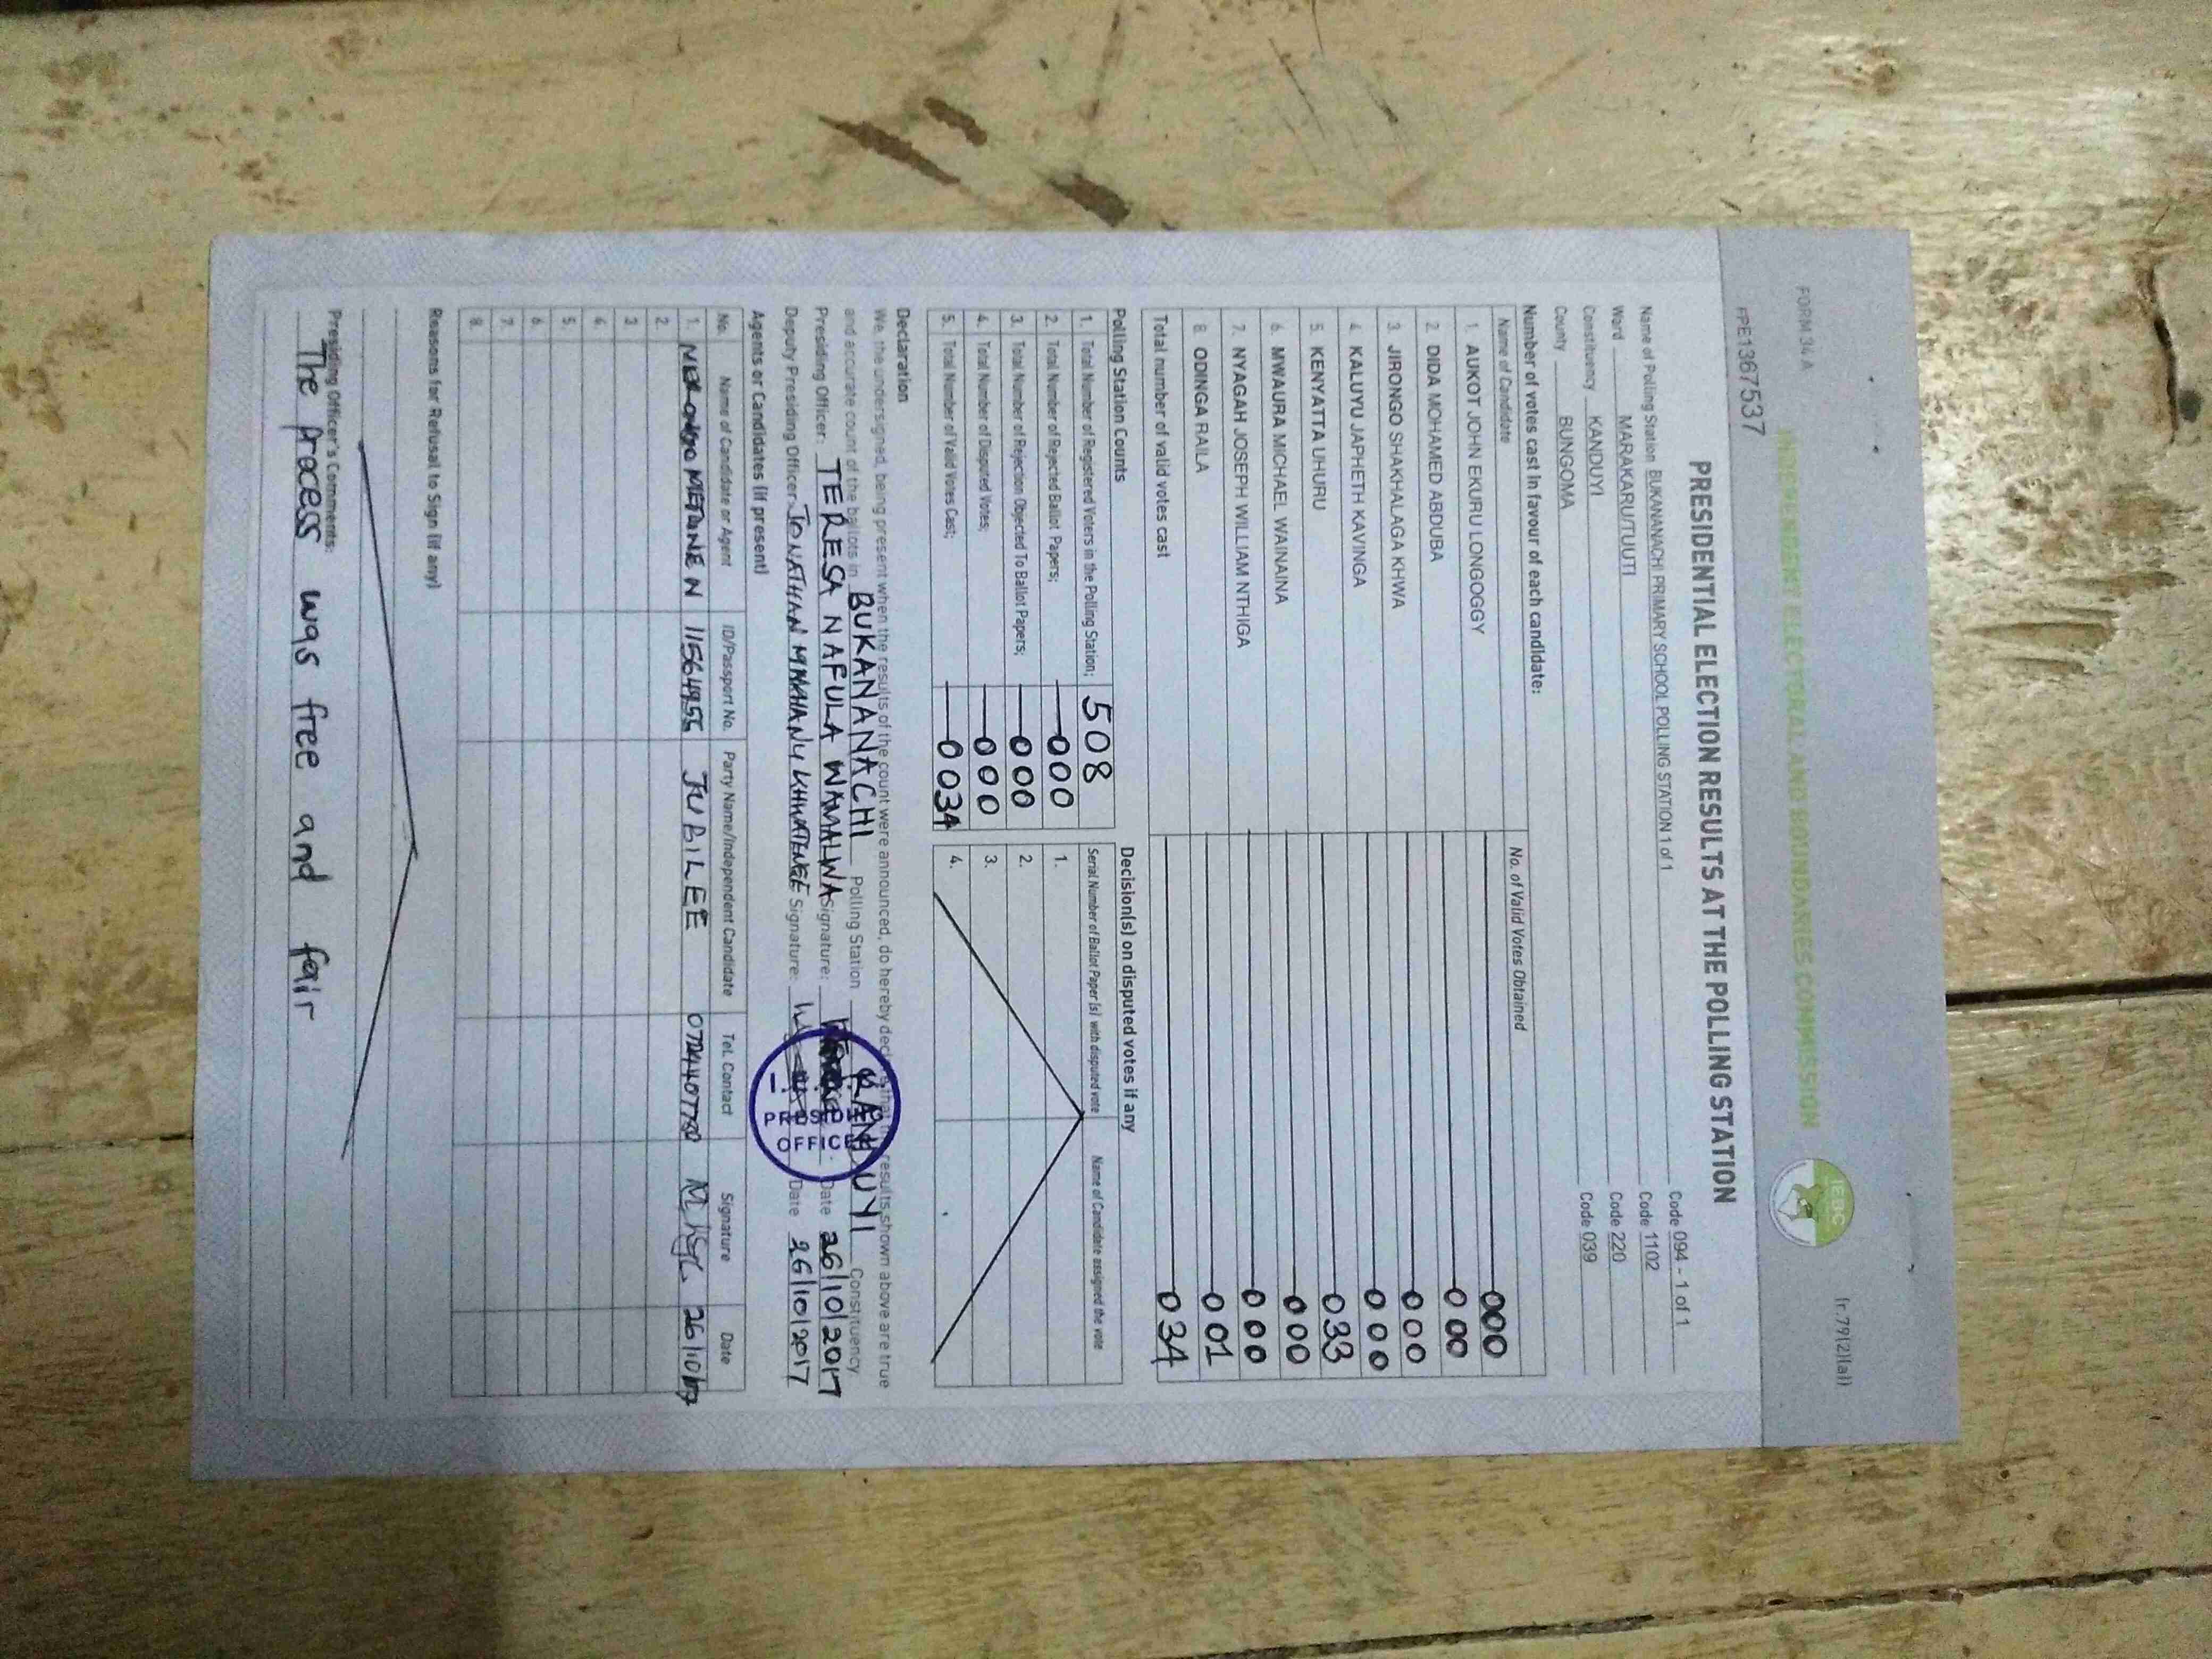 FORM 34A
(r.79(2)(a))
INDEPENDENT ELECTORAL AND BOUNDARIES COMMISSION
IEBC
PE1367537
PRESIDENTIAL ELECTION RESULTS AT THE POLLING STATION
Name of Polling Station BUKANANACHI PRIMARY SCHOOL POLLING STATION 1 of 1 Code 094 - 1 of 1
Ward MARAKARU/TUUTI Code 1102
Constituency KANDUYI Code 220
County BUNGOMA Code 039
Number of votes cast in favour of each candidate:
Name of Candidate No. of Valid Votes Obtained
1. AUKOT JOHN EKURU LONGOGGY 000
2. DIDA MOHAMED ABDUBA 000
3. JIRONGO SHAKHALAGA KHWA 000
4. KALUYU JAPHETH KAVINGA 000
5. KENYATTA UHURU 033
6. MWAURA MICHAEL WAINAINA 000
7. NYAGAH JOSEPH WILLIAM NTHIGA 000
8. ODINGA RAILA 001
Total number of valid votes cast 034
Polling Station Counts
1. Total Number of Registered Voters in the Polling Station; 508
2. Total Number of Rejected Ballot Papers; 000
3. Total Number of Rejection Objected To Ballot Papers; 000
4. Total Number of Disputed Votes; 000
5. Total Number of Valid Votes Cast; 0034
Decision(s) on disputed votes if any
Serial Number of Ballot Paper (s) with disputed vote Name of Candidate assigned the vote
1.
2.
3.
4.
Declaration
We, the undersigned, being present when the results of the count were announced, do hereby declare that the results shown above are true
and accurate count of the ballots in BUKANANACHI Polling Station KANDUYI Constituency
Presiding Officer: TERESA NAFULA WAMALWA Signature: Date 26/10/2017
Deputy Presiding Officer: JONATHAN Signature: Date 26/10/2017
Agents or Candidates (if present)
No. Name of Candidate or Agent ID/Passport No. Party Name/Independent Candidate Tel. Contact Signature Date
1. N 11564955 JUBILEE 26/10/17
2.
3.
4.
5.
6.
7.
8.
Reasons for Refusal to Sign (if any)
Presiding Officer's Comments:
The process was free and fair